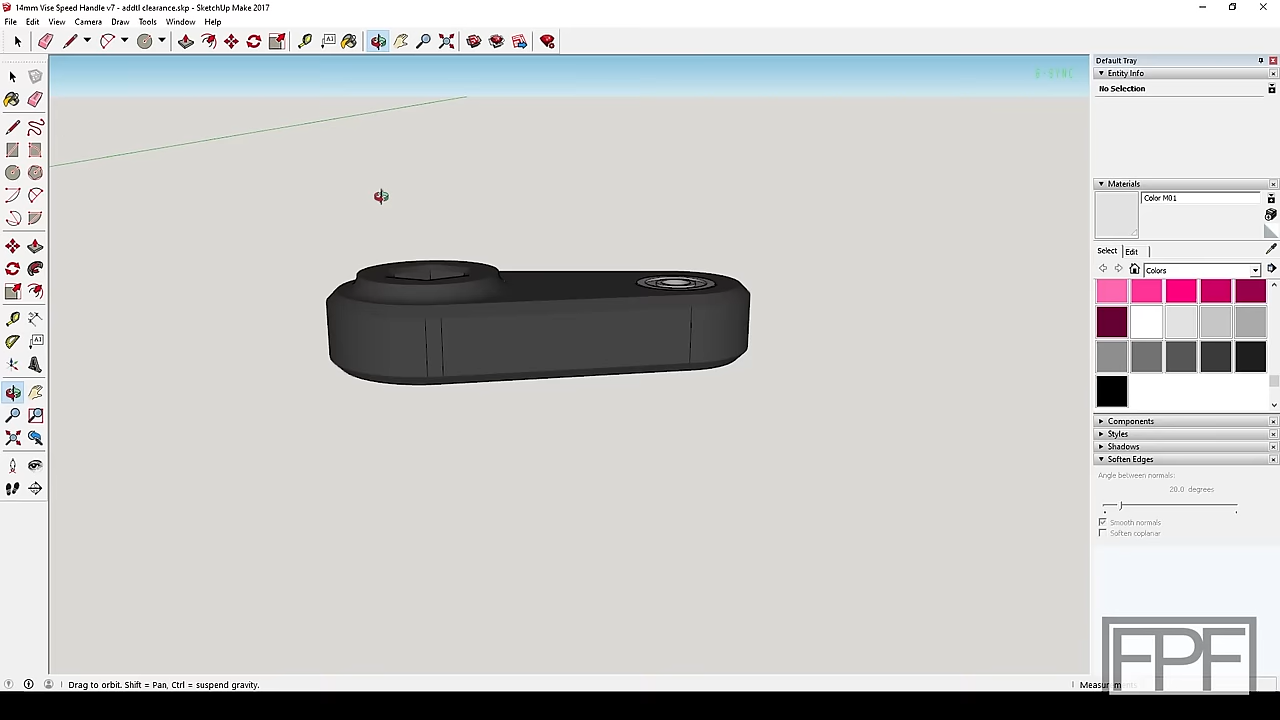 14mm Vise Speed Handle v7 - addtl clearance.skp - SketchUp Make 2017
File Edit View Camera Draw Tools Window Help
G-SYNC
Default Tray
Entity Info
No Selection
Materials
Color M01
Select Edit
Colors
Components
Styles
Shadows
Soften Edges
Angle between normals:
20.0 degrees
Smooth normals
Soften coplanar
FPF
Drag to orbit. Shift = Pan, Ctrl = suspend gravity.